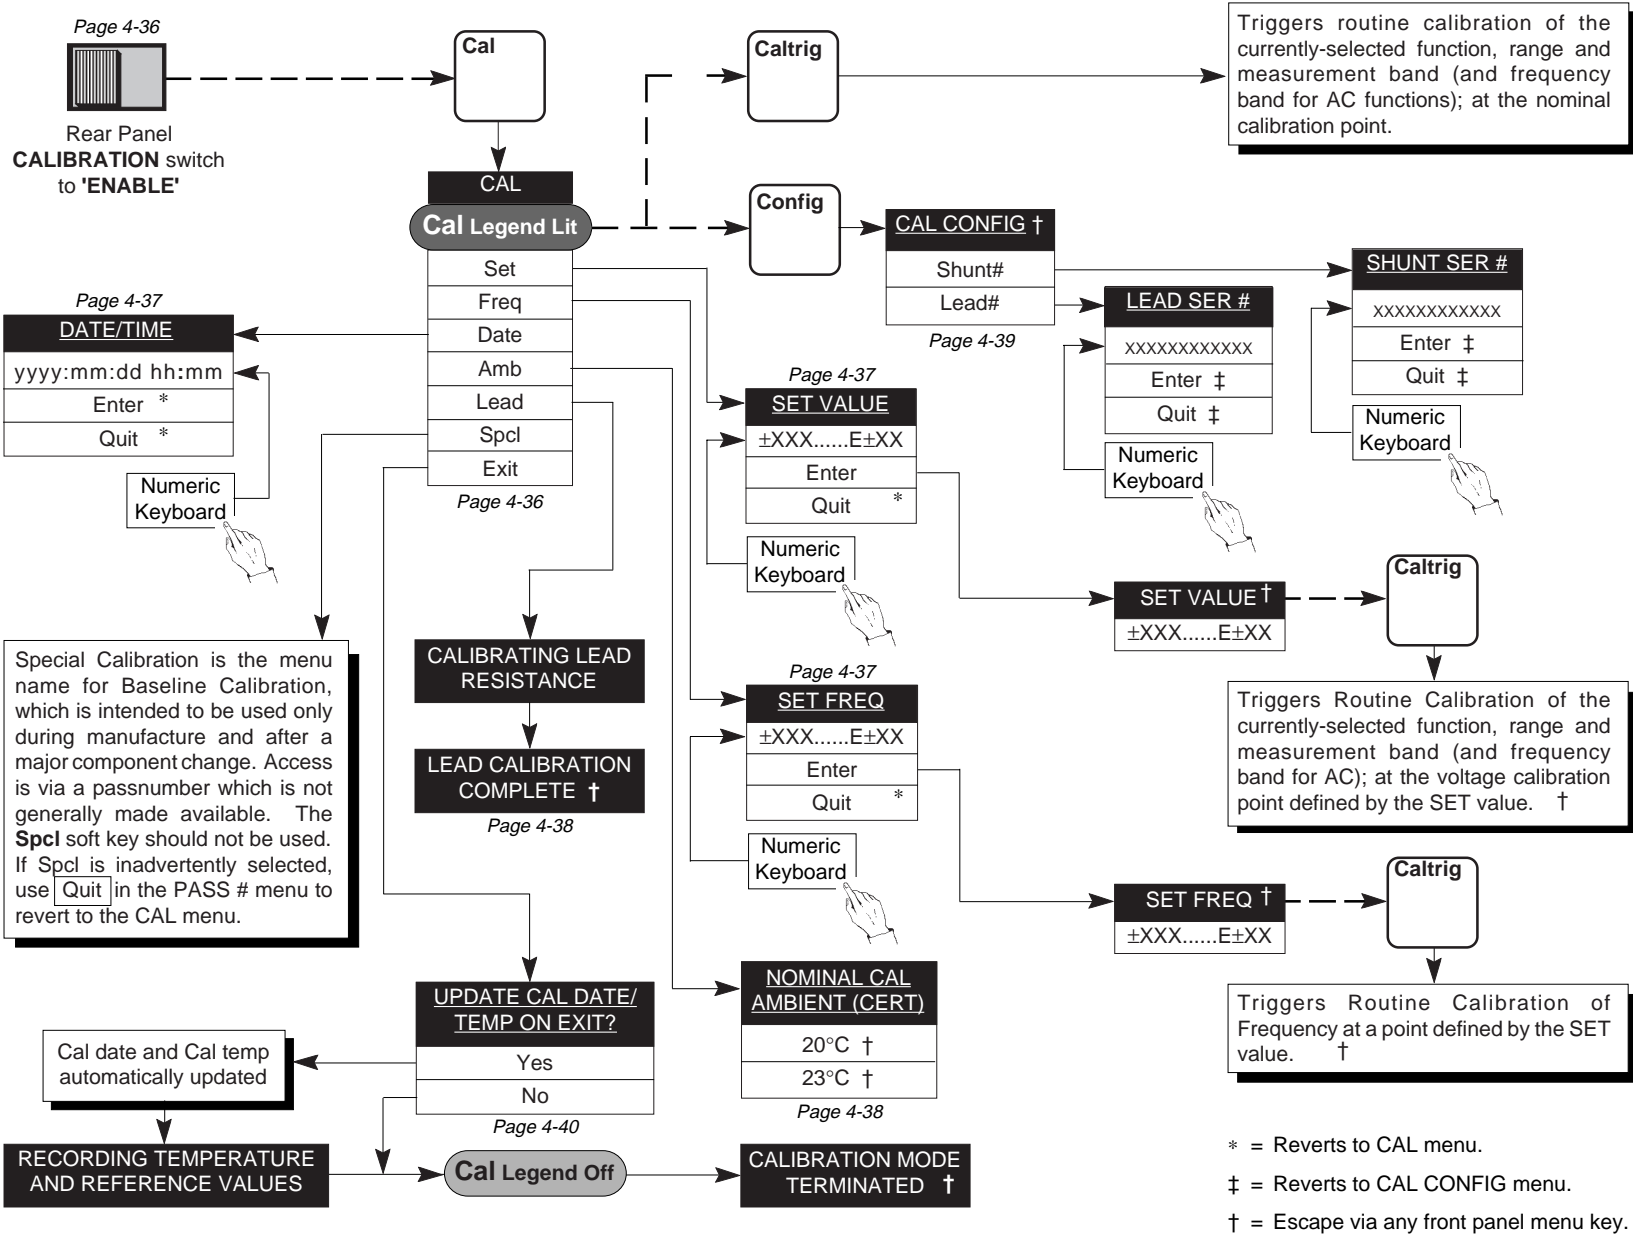 Page 4-36
Rear Panel
CALIBRATION switch
to 'ENABLE'
Cal
CAL
Cal Legend Lit
Set
Freq
Date
Amb
Lead
Spcl
Exit
Page 4-36
Caltrig
Triggers routine calibration of the
currently-selected function, range and
measurement band (and frequency
band for AC functions); at the nominal
calibration point.
Config
CAL CONFIG †
Shunt#
Lead#
Page 4-39
LEAD SER #
XXXXXXXXXXXX
Enter ‡
Quit ‡
Numeric
Keyboard
SHUNT SER #
XXXXXXXXXXXX
Enter ‡
Quit ‡
Numeric
Keyboard
Page 4-37
DATE/TIME
yyyy:mm:dd hh:mm
Enter *
Quit *
Numeric
Keyboard
Page 4-37
SET VALUE
±XXX......E±XX
Enter
Quit *
Numeric
Keyboard
SET VALUE †
±XXX......E±XX
Caltrig
Triggers Routine Calibration of the
currently-selected function, range and
measurement band (and frequency
band for AC); at the voltage calibration
point defined by the SET value. †
Special Calibration is the menu
name for Baseline Calibration,
which is intended to be used only
during manufacture and after a
major component change. Access
is via a passnumber which is not
generally made available. The
Spcl soft key should not be used.
If Spcl is inadvertently selected,
use Quit in the PASS # menu to
revert to the CAL menu.
CALIBRATING LEAD
RESISTANCE
LEAD CALIBRATION
COMPLETE †
Page 4-38
Page 4-37
SET FREQ
±XXX......E±XX
Enter
Quit *
Numeric
Keyboard
SET FREQ †
±XXX......E±XX
Caltrig
Triggers Routine Calibration of
Frequency at a point defined by the SET
value. †
UPDATE CAL DATE/
TEMP ON EXIT?
Yes
No
Page 4-40
NOMINAL CAL
AMBIENT (CERT)
20°C †
23°C †
Page 4-38
Cal date and Cal temp
automatically updated
RECORDING TEMPERATURE
AND REFERENCE VALUES
Cal Legend Off
CALIBRATION MODE
TERMINATED †
* = Reverts to CAL menu.
‡ = Reverts to CAL CONFIG menu.
† = Escape via any front panel menu key.